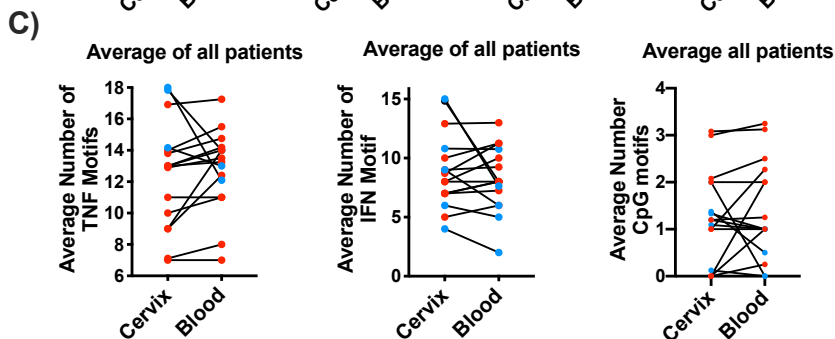 C)
Average of all patients
Average of all patients
Average all patients
Average Number of
TNF Motifs
18
16
14
12
10
8
6
Cervix
Blood
Average Number of
IFN Motif
15
10
5
0
Cervix
Blood
Average Number
CpG motifs
4
3
2
1
0
Cervix
Blood